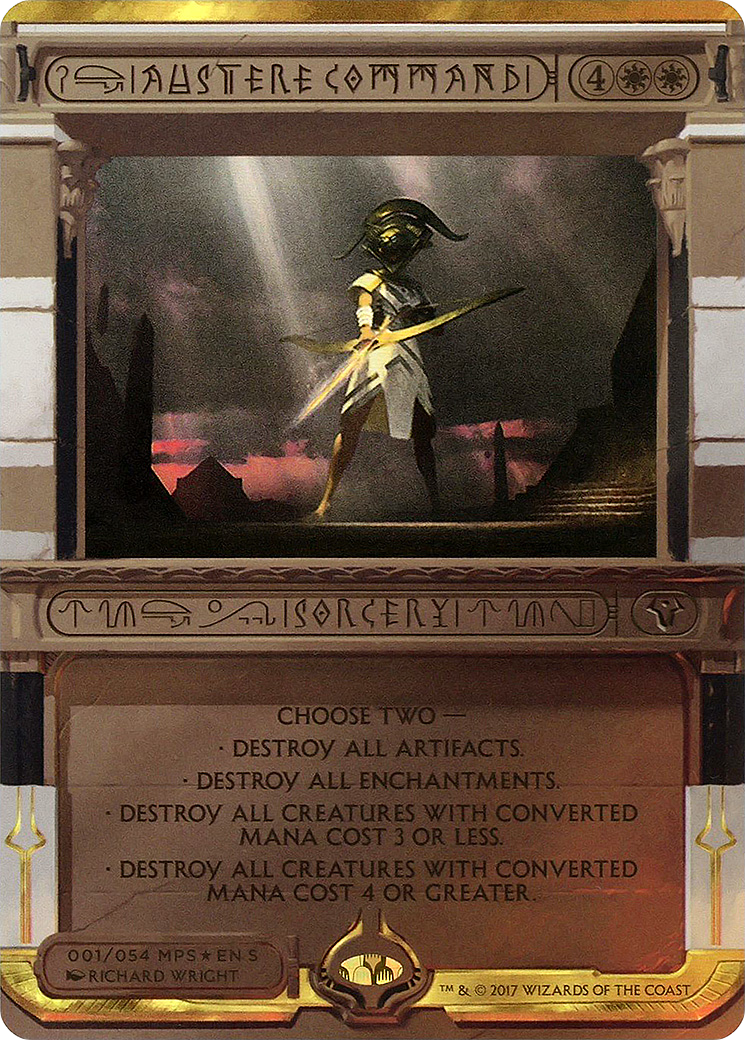 AUSTERE COMMAND 4
SORCERY
CHOOSE TWO —
· DESTROY ALL ARTIFACTS.
· DESTROY ALL ENCHANTMENTS.
· DESTROY ALL CREATURES WITH CONVERTED
MANA COST 3 OR LESS.
· DESTROY ALL CREATURES WITH CONVERTED
MANA COST 4 OR GREATER.
001/054 MPS★EN S
RICHARD WRIGHT
™ & © 2017 WIZARDS OF THE COAST